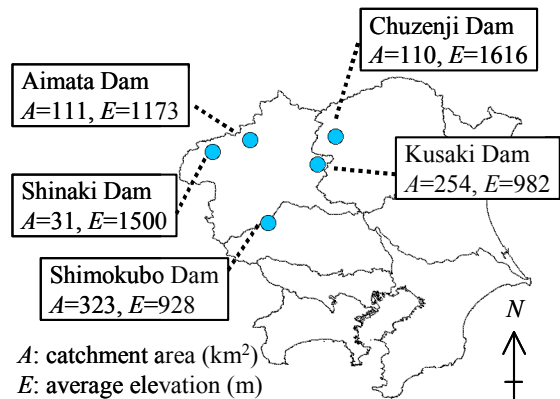 Chuzenji Dam
A=110, E=1616
Aimata Dam
A=111, E=1173
Kusaki Dam
A=254, E=982
Shinaki Dam
A=31, E=1500
Shimokubo Dam
A=323, E=928
N
A: catchment area (km²)
E: average elevation (m)